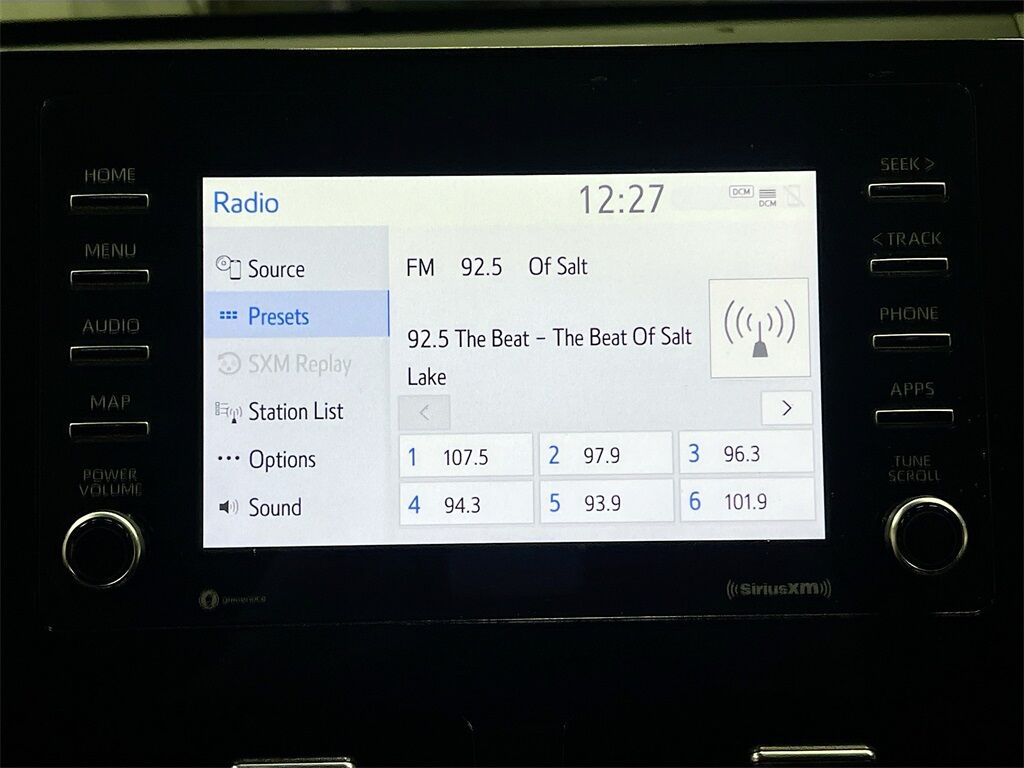 HOME
MENU
AUDIO
MAP
POWER
VOLUME
Radio
12:27
DCM
DCM
Source
Presets
SXM Replay
Station List
Options
Sound
FM 92.5 Of Salt
92.5 The Beat - The Beat Of Salt
Lake
<
>
1 107.5
2 97.9
3 96.3
4 94.3
5 93.9
6 101.9
SEEK >
< TRACK
PHONE
APPS
TUNE
SCROLL
gracenote
SiriusXM